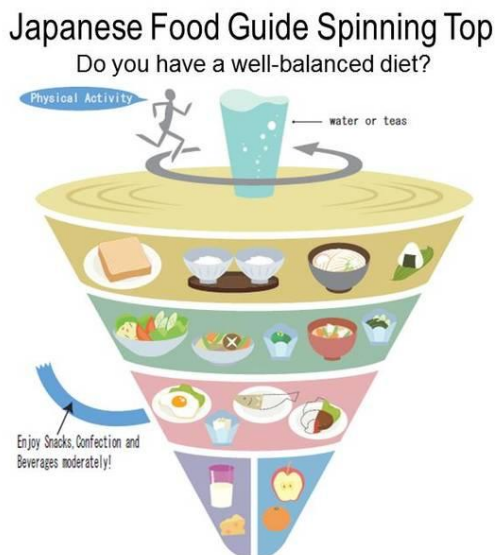 Japanese Food Guide Spinning Top
Do you have a well-balanced diet?
Physical Activity
water or teas
Enjoy Snacks, Confection and
Beverages moderately!